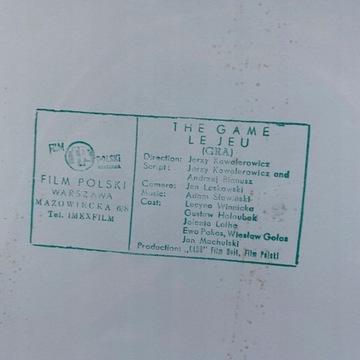 FILM POLSKI
FILM POLSKI
WARSZAWA
MAZOWIECKA 6/8
Tel. IMEXFILM
THE GAME
LE JEU
(GRA)
Direction: Jerzy Kawalerowicz
Script: Jerzy Kawalerowicz and
Andrzej Bianusz
Camera: Jan Laskowski
Music: Adam Sławiński
Cast: Lucyna Winnicka
Gustaw Holoubek
Jolanta Lothe
Ewa Pokas, Wiesław Gołas
Jan Machulski
Production: „KADR" Film Unit, Film Polski